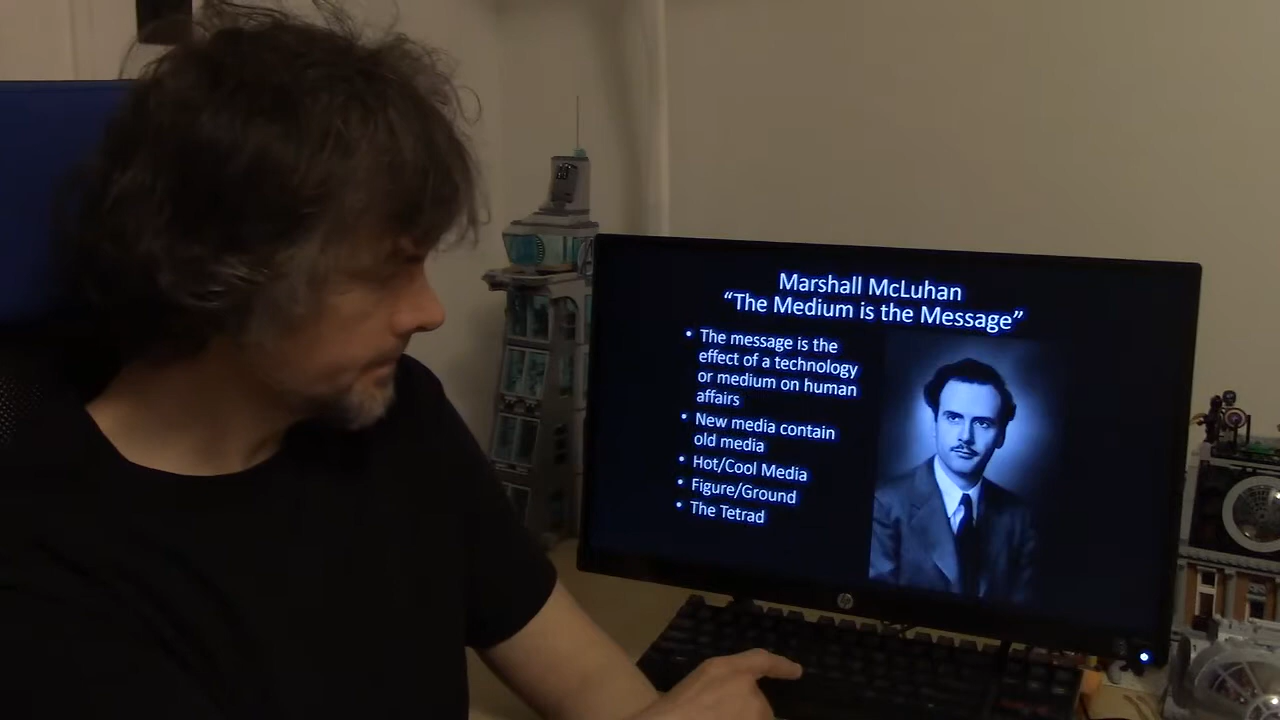 Marshall McLuhan
“The Medium is the Message”
• The message is the
effect of a technology
or medium on human
affairs
• New media contain
old media
• Hot/Cool Media
• Figure/Ground
• The Tetrad
hp